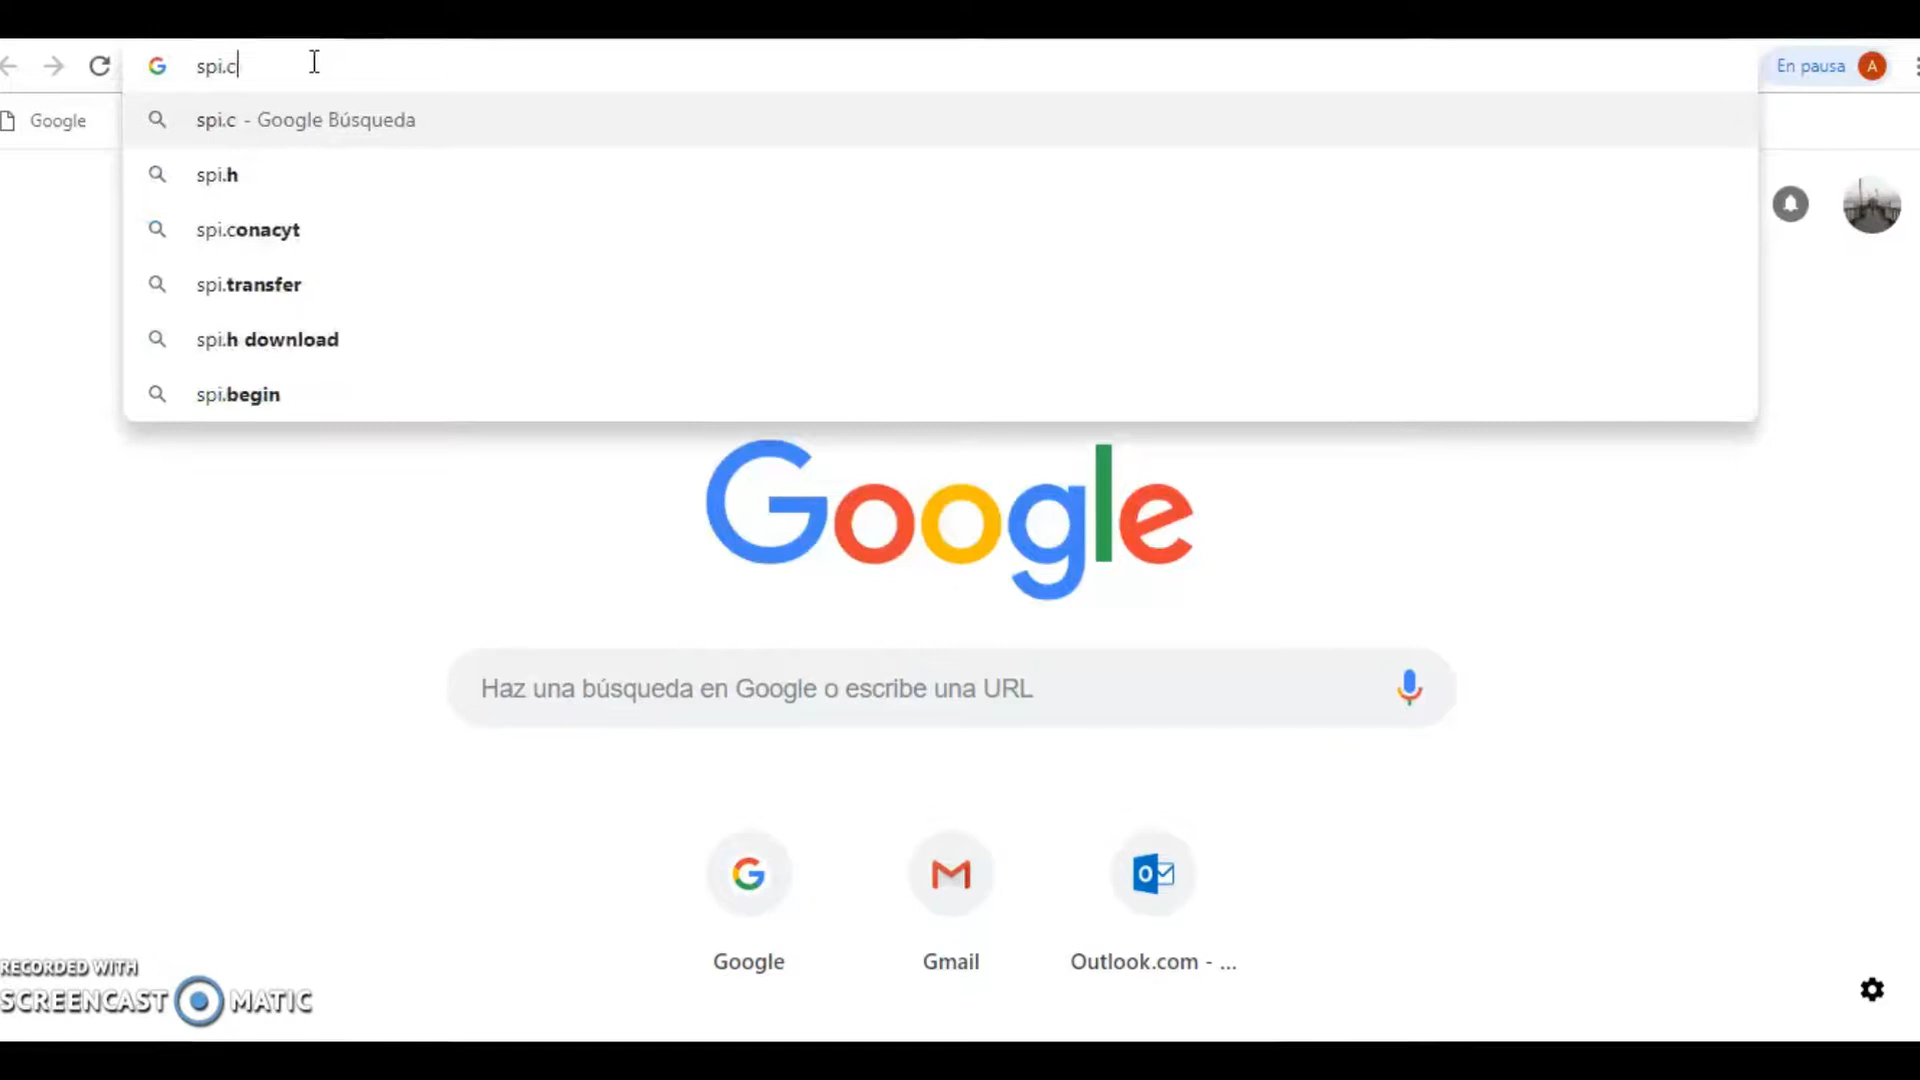 spi.c
En pausa A
Google
spi.c - Google Búsqueda
spi.h
spi.conacyt
spi.transfer
spi.h download
spi.begin
Google
Haz una búsqueda en Google o escribe una URL
Google
Gmail
Outlook.com - ...
RECORDED WITH
SCREENCAST MATIC